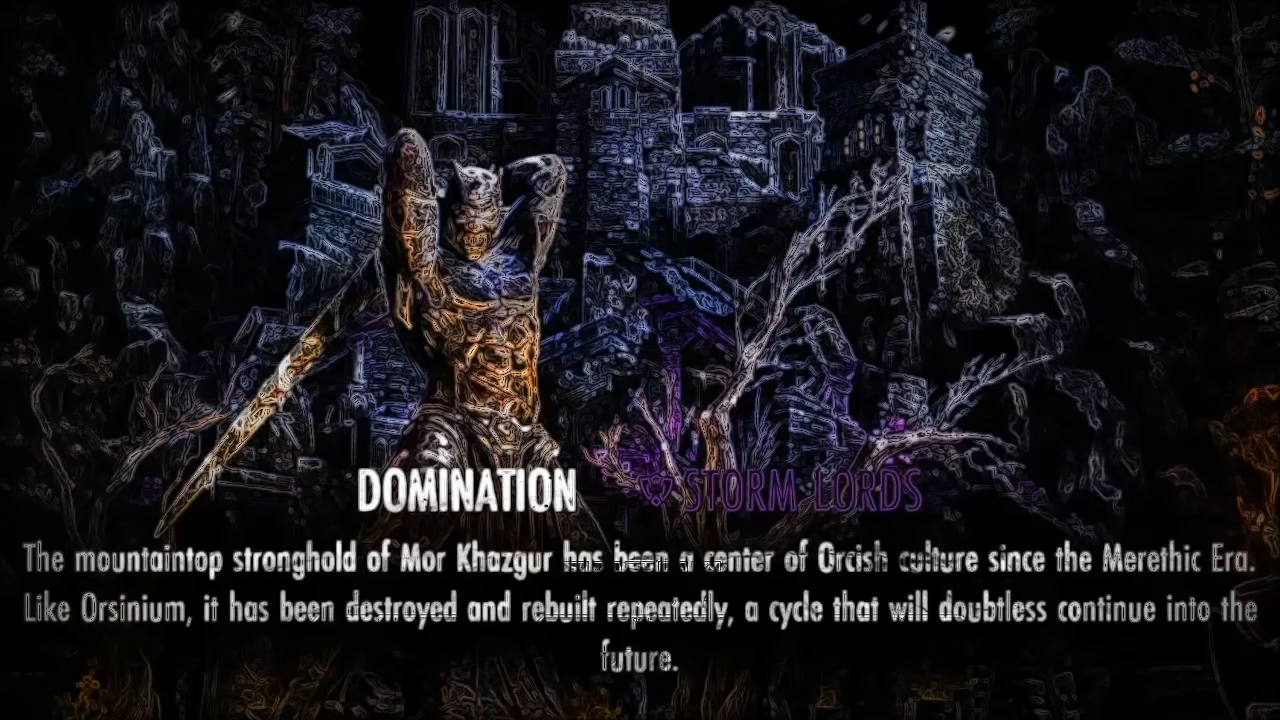 DOMINATION STORM LORDS
The mountaintop stronghold of Mor Khazgur has been a center of Orcish culture since the Merethic Era.
Like Orsinium, it has been destroyed and rebuilt repeatedly, a cycle that will doubtless continue into the
future.